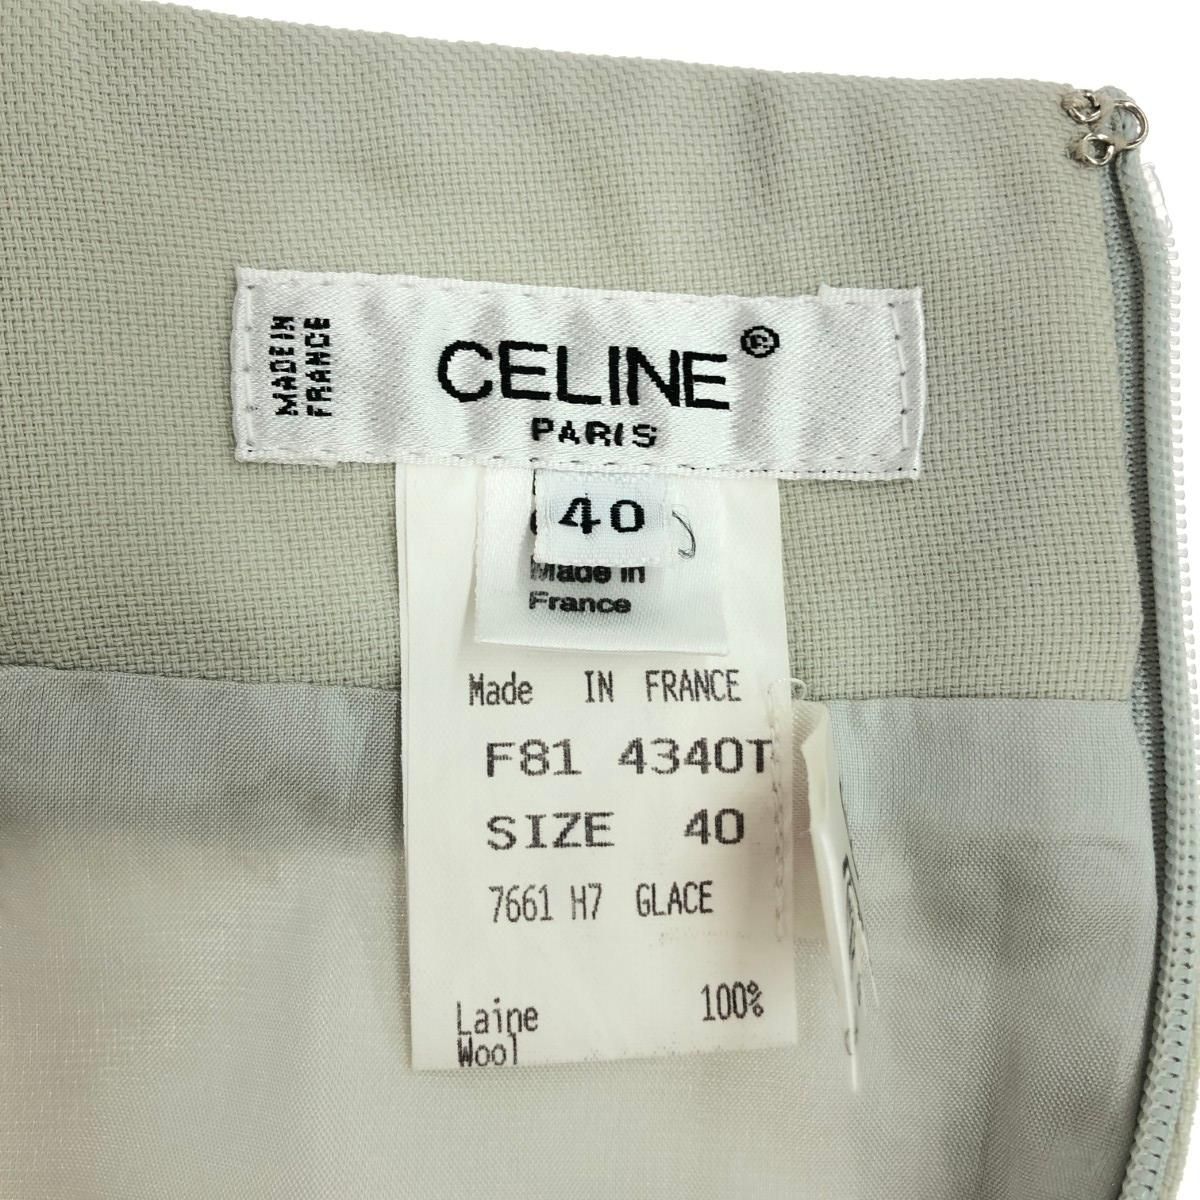 MADE IN
FRANCE
CELINE®
PARIS
40
Made in
France
Made IN FRANCE
F81 4340T
SIZE 40
7661 H7 GLACE
Laine 100%
Wool